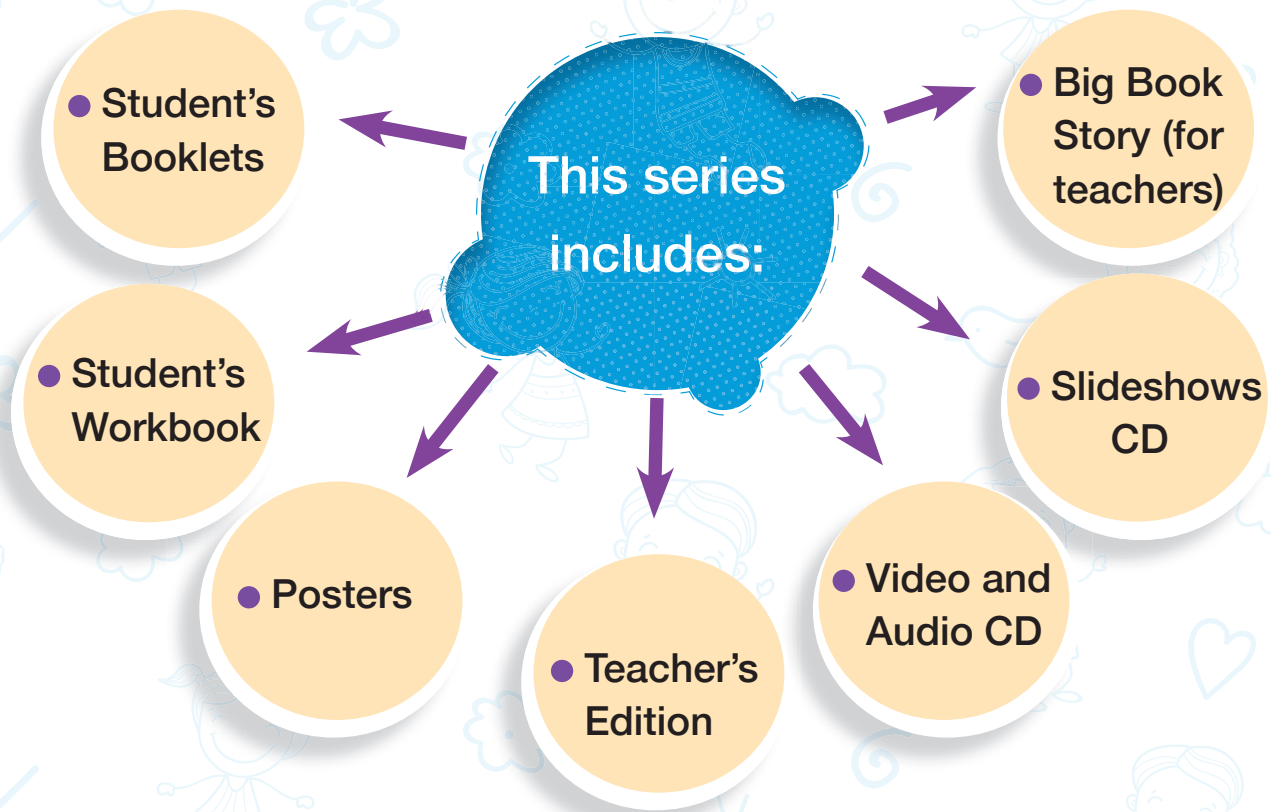 This series
includes:
• Student's
Booklets
• Student's
Workbook
• Posters
• Teacher's
Edition
• Video and
Audio CD
• Slideshows
CD
• Big Book
Story (for
teachers)